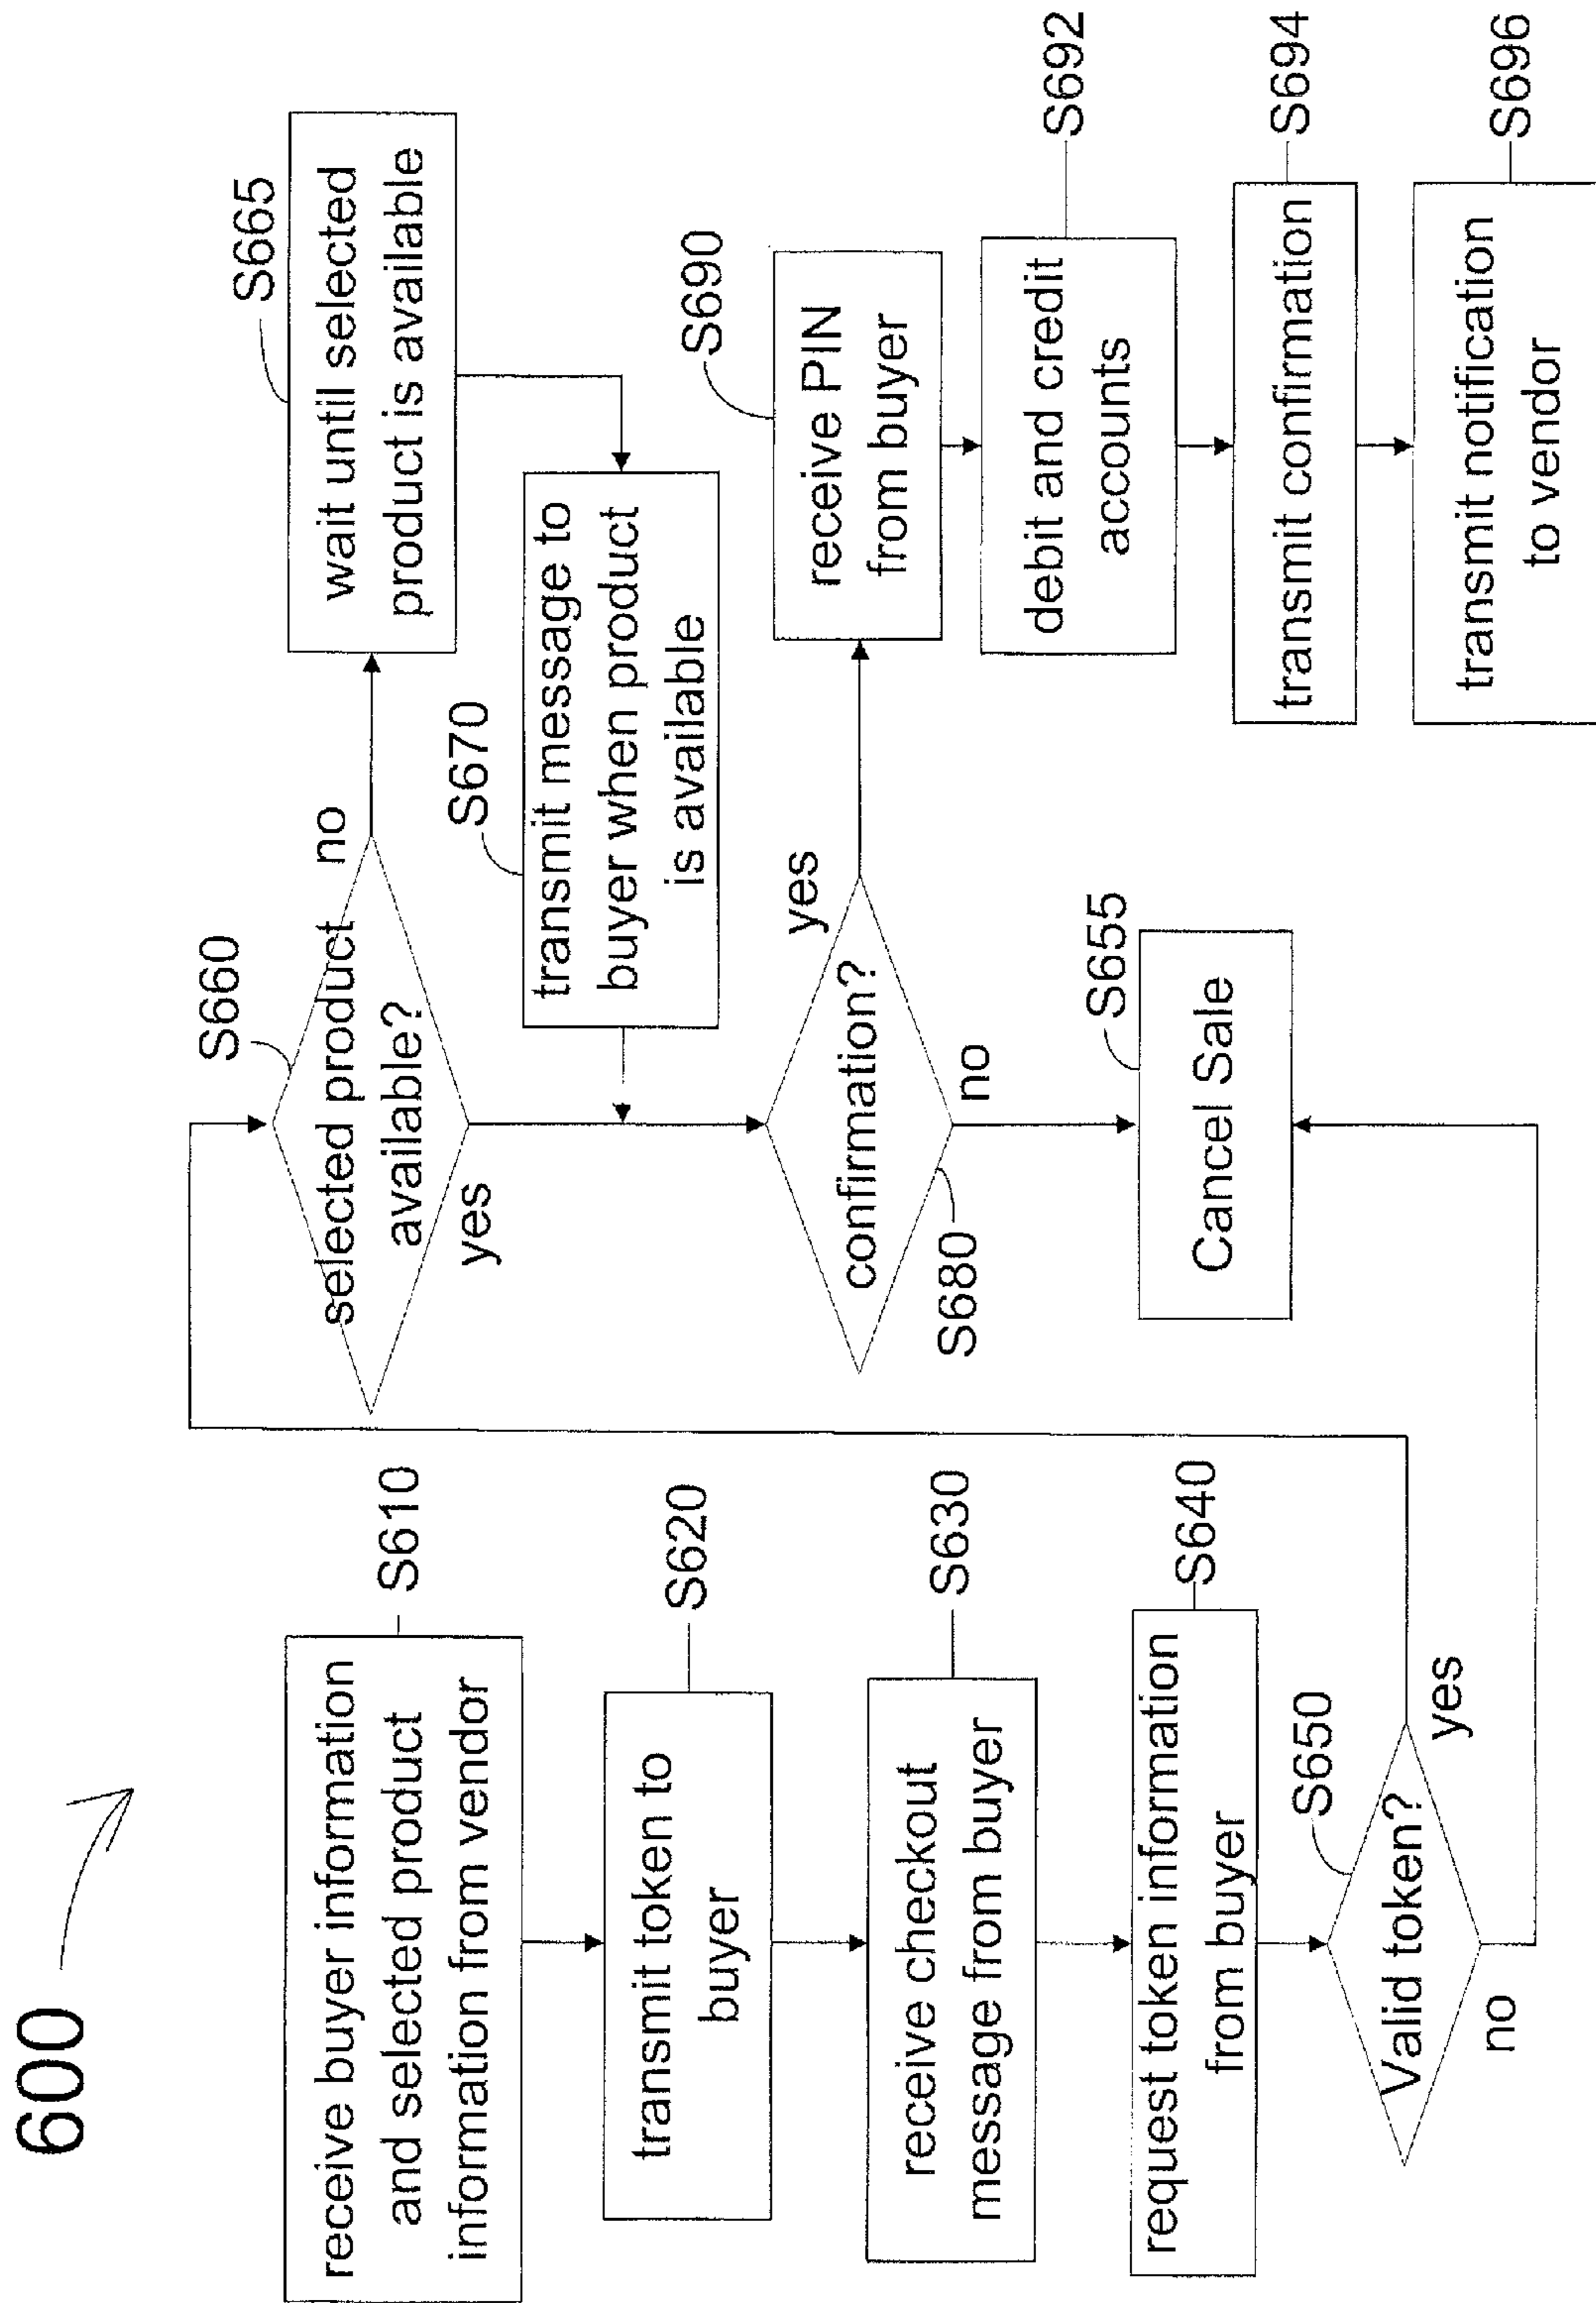 600
receive buyer information
and selected product
information from vendor
S610
transmit token to
buyer
S620
receive checkout
message from buyer
S630
request token information
from buyer
S640
Valid token?
S650
yes
no
S660
selected product
available?
no
yes
S665
wait until selected
product is available
S670
transmit message to
buyer when product
is available
confirmation?
S680
yes
no
S655
Cancel Sale
S690
receive PIN
from buyer
debit and credit
accounts
S692
transmit confirmation
S694
transmit notification
to vendor
S696